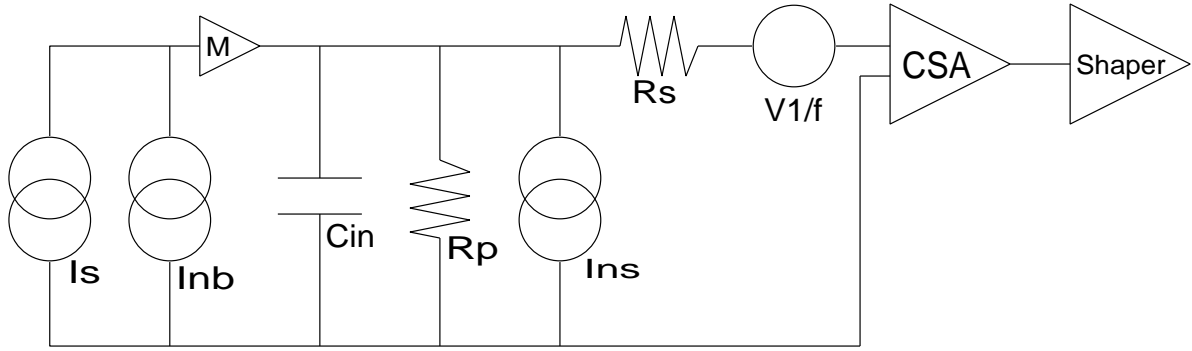 M
CSA
Shaper
Rs
V1/f
Cin
Rp
Ins
Is
Inb